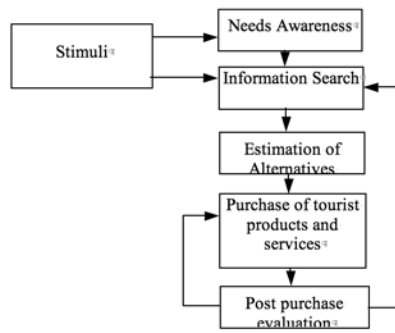 Stimuli
Needs Awareness
Information Search
Estimation of
Alternatives
Purchase of tourist
products and
services
Post purchase
evaluation